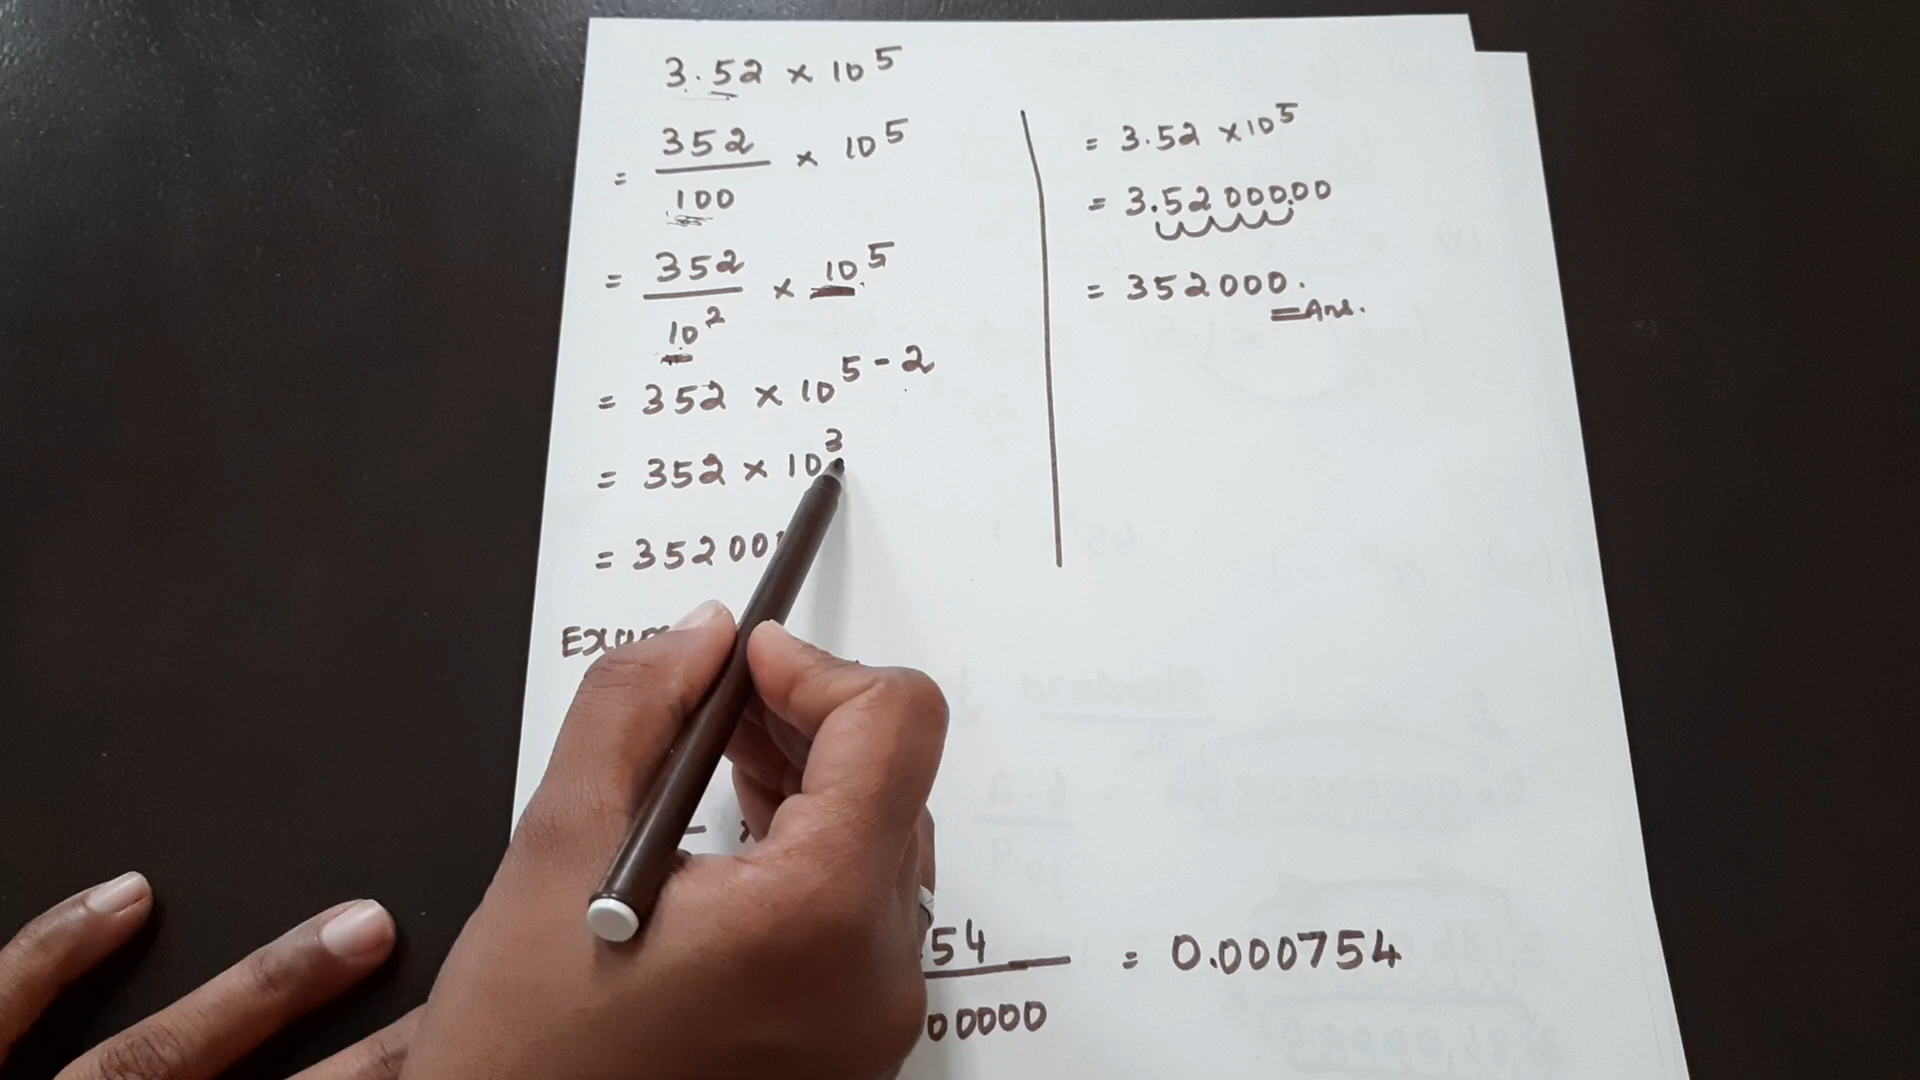 3.52 × 10⁵
= 352/100 × 10⁵
= 352/10² × 10⁵
= 352 × 10⁵⁻²
= 352 × 10³
= 35200
= 3.52 × 10⁵
= 3.5200000.00
= 352000.
Ans.
54
00000
= 0.000754